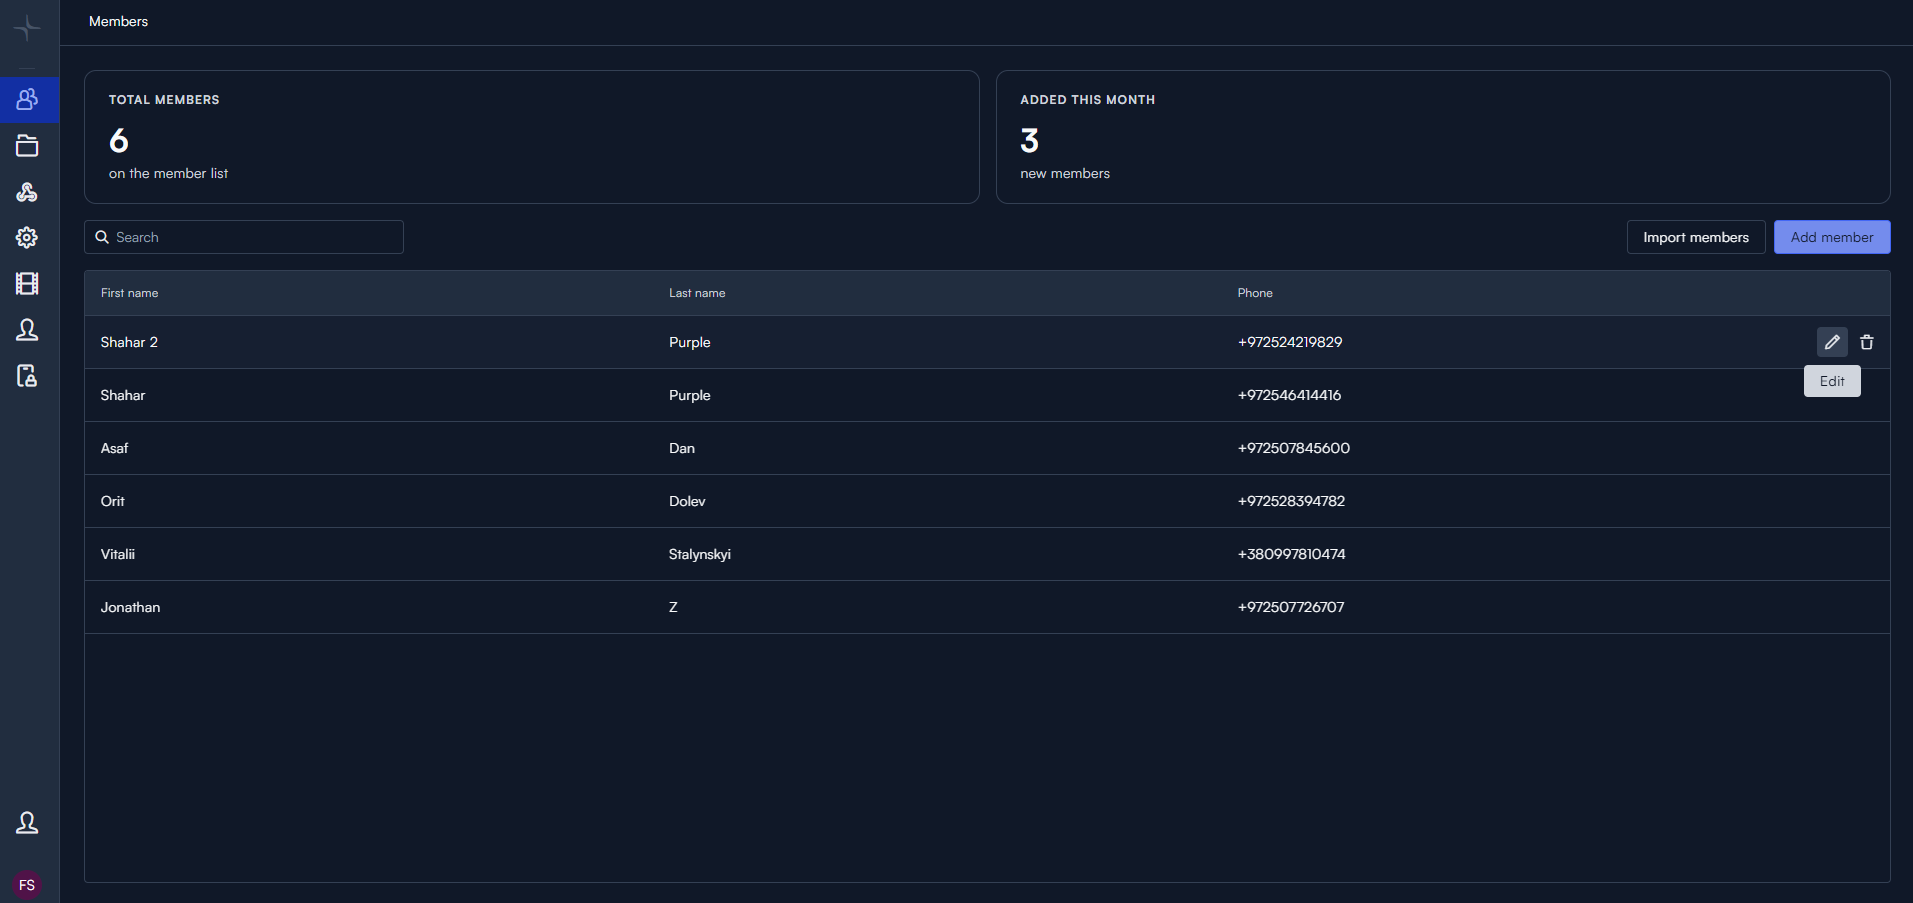 Members
TOTAL MEMBERS
6
on the member list
ADDED THIS MONTH
3
new members
Search
Import members
Add member
First name Last name Phone
Shahar 2 Purple +972524219829
Edit
Shahar Purple +972546414416
Asaf Dan +972507845600
Orit Dolev +972528394782
Vitalii Stalynskyi +380997810474
Jonathan Z +972507726707
FS